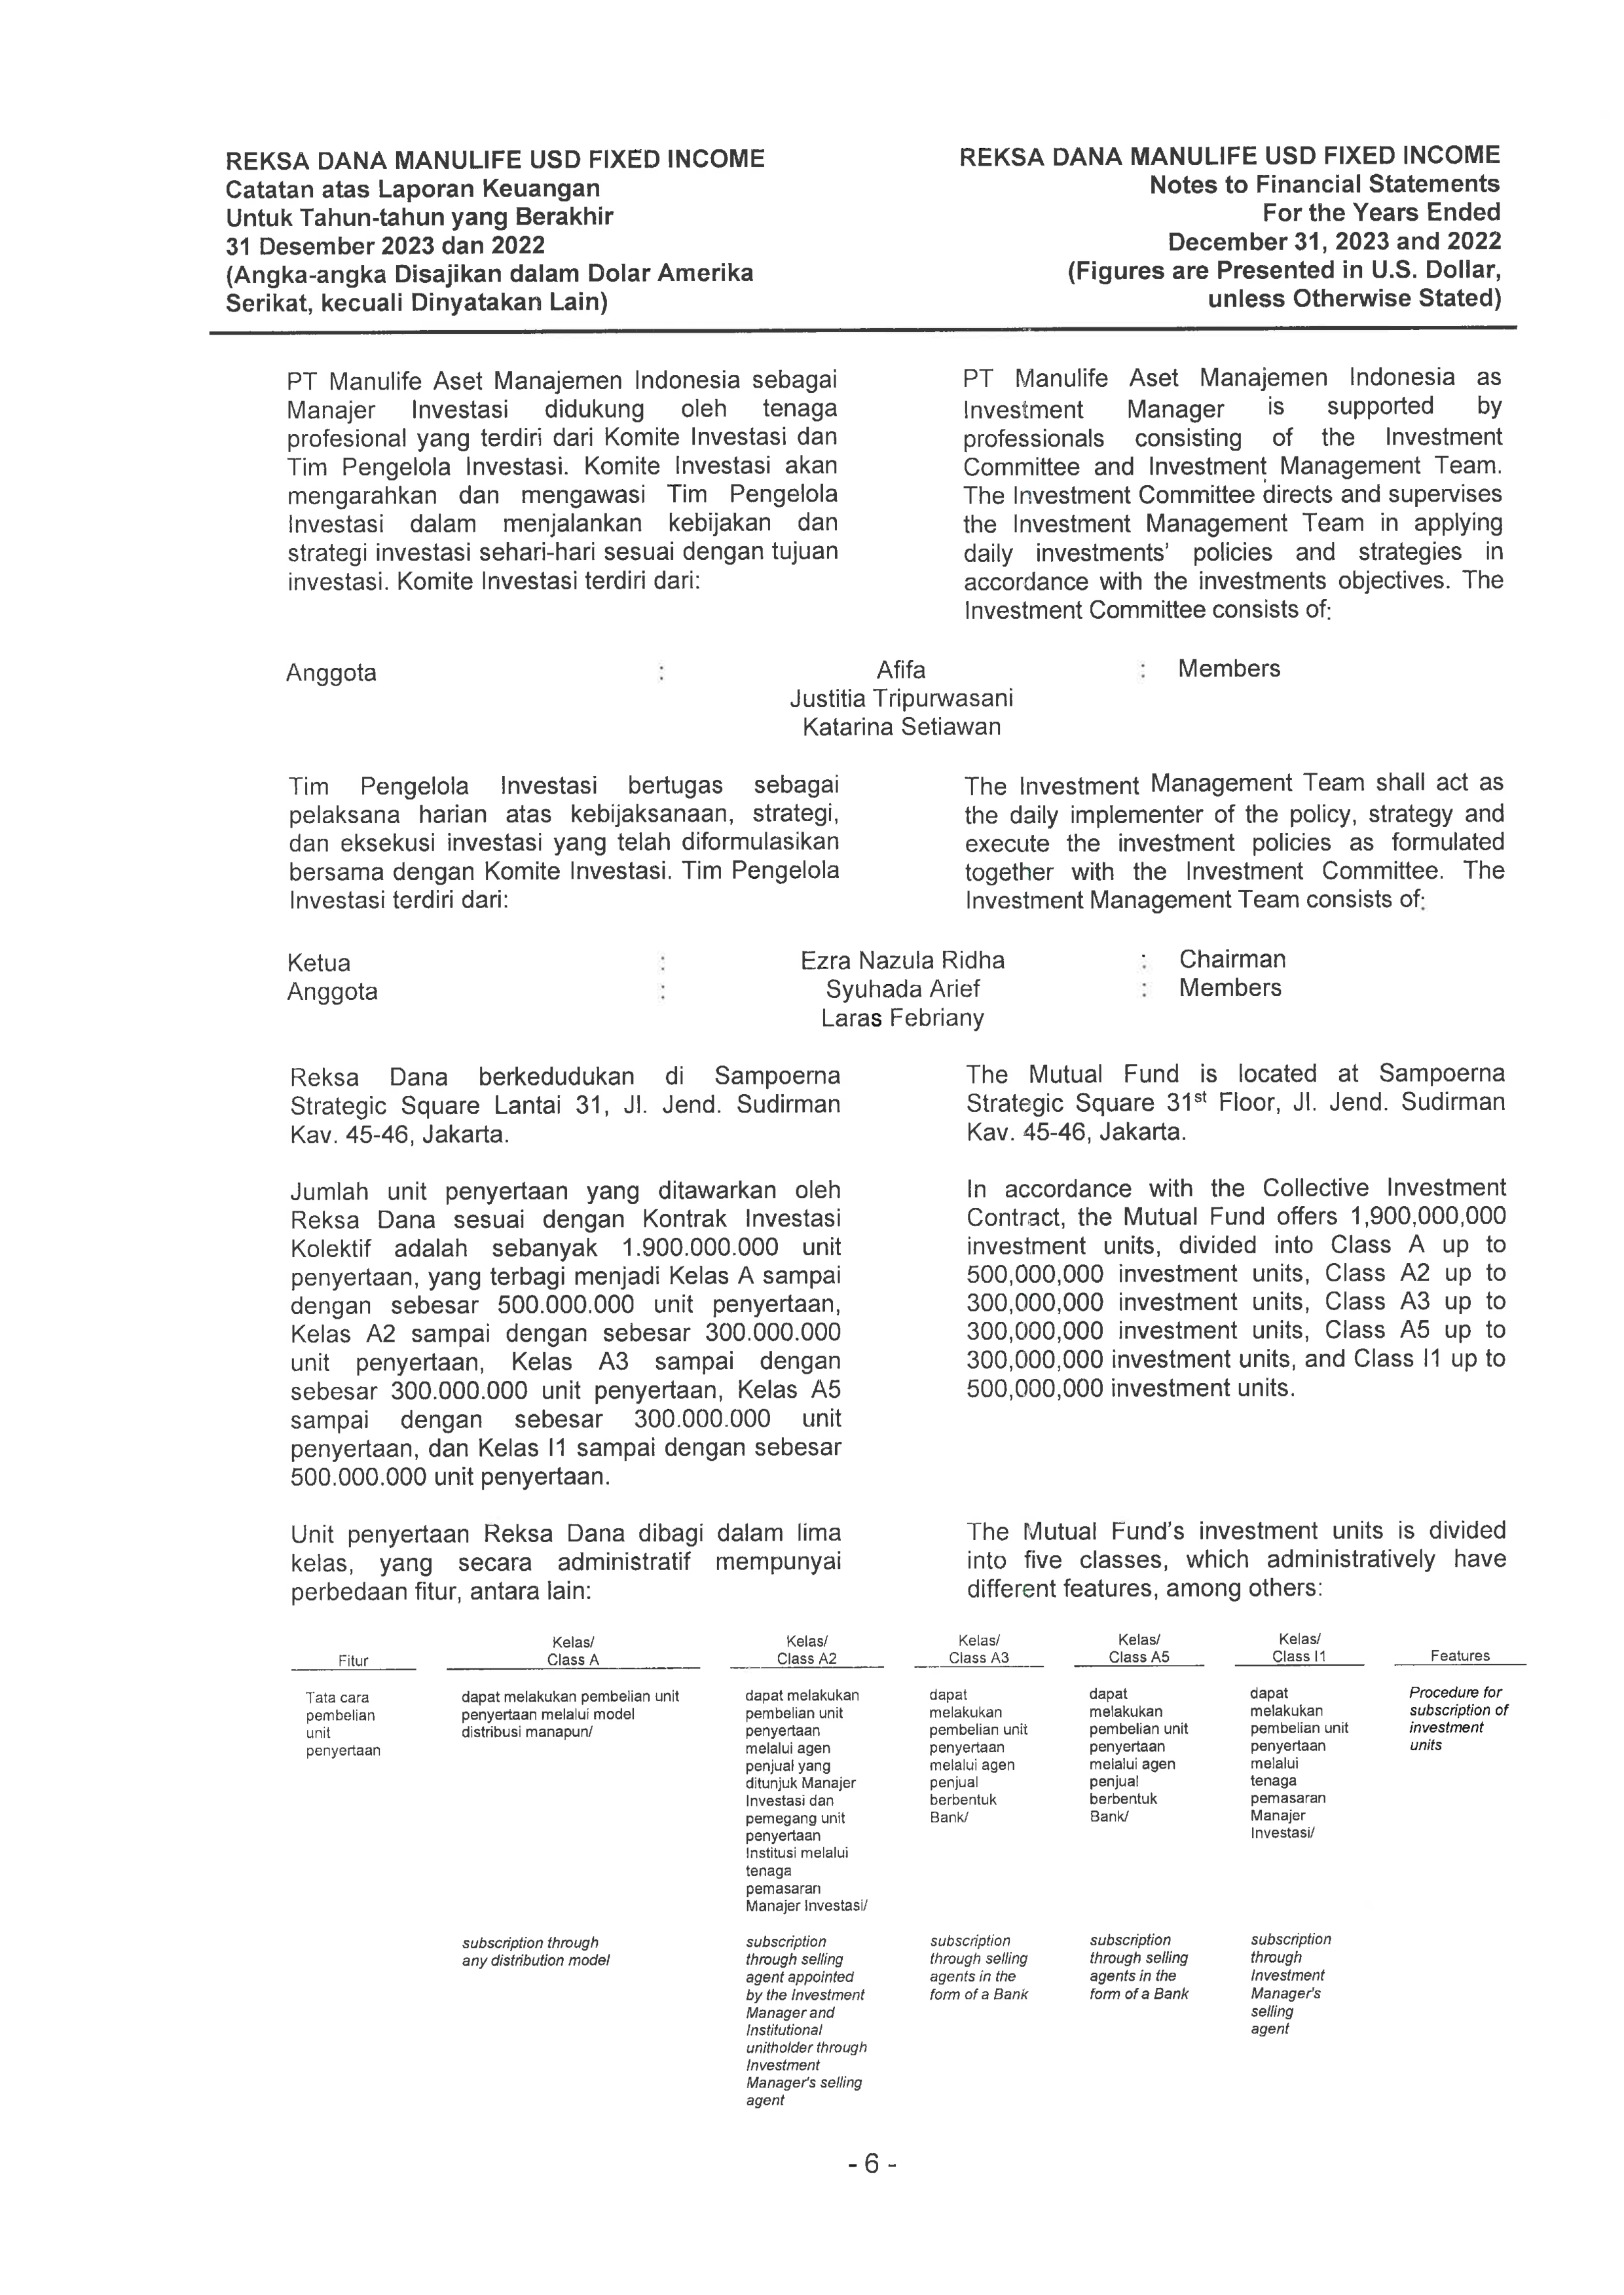 REKSA DANA MANULIFE USD FIXED INCOME
Catatan atas Laporan Keuangan
Untuk Tahun-tahun yang Berakhir
31 Desember 2023 dan 2022
(Angka-angka Disajikan dalam Dolar Amerika
Serikat, kecuali Dinyatakan Lain)
REKSA DANA MANULIFE USD FIXED INCOME
Notes to Financial Statements
For the Years Ended
December 31, 2023 and 2022
(Figures are Presented in U.S. Dollar,
unless Otherwise Stated)
PT Manulife Aset Manajemen Indonesia sebagai
Manajer Investasi didukung oleh tenaga
profesional yang terdiri dari Komite Investasi dan
Tim Pengelola Investasi. Komite Investasi akan
mengarahkan dan mengawasi Tim Pengelola
Investasi dalam menjalankan kebijakan dan
strategi investasi sehari-hari sesuai dengan tujuan
investasi. Komite Investasi terdiri dari:
PT Manulife Aset Manajemen Indonesia as
Investment Manager is supported by
professionals consisting of the Investment
Committee and Investment Management Team.
The Investment Committee directs and supervises
the Investment Management Team in applying
daily investments' policies and strategies in
accordance with the investments objectives. The
Investment Committee consists of:
Anggota : Afifa : Members
Justitia Tripurwasani
Katarina Setiawan
Tim Pengelola Investasi bertugas sebagai
pelaksana harian atas kebijaksanaan, strategi,
dan eksekusi investasi yang telah diformulasikan
bersama dengan Komite Investasi. Tim Pengelola
Investasi terdiri dari:
The Investment Management Team shall act as
the daily implementer of the policy, strategy and
execute the investment policies as formulated
together with the Investment Committee. The
Investment Management Team consists of:
Ketua : Ezra Nazula Ridha : Chairman
Anggota : Syuhada Arief : Members
Laras Febriany
Reksa Dana berkedudukan di Sampoerna
Strategic Square Lantai 31, Jl. Jend. Sudirman
Kav. 45-46, Jakarta.
The Mutual Fund is located at Sampoerna
Strategic Square 31st Floor, Jl. Jend. Sudirman
Kav. 45-46, Jakarta.
Jumlah unit penyertaan yang ditawarkan oleh
Reksa Dana sesuai dengan Kontrak Investasi
Kolektif adalah sebanyak 1.900.000.000 unit
penyertaan, yang terbagi menjadi Kelas A sampai
dengan sebesar 500.000.000 unit penyertaan,
Kelas A2 sampai dengan sebesar 300.000.000
unit penyertaan, Kelas A3 sampai dengan
sebesar 300.000.000 unit penyertaan, Kelas A5
sampai dengan sebesar 300.000.000 unit
penyertaan, dan Kelas I1 sampai dengan sebesar
500.000.000 unit penyertaan.
In accordance with the Collective Investment
Contract, the Mutual Fund offers 1,900,000,000
investment units, divided into Class A up to
500,000,000 investment units, Class A2 up to
300,000,000 investment units, Class A3 up to
300,000,000 investment units, Class A5 up to
300,000,000 investment units, and Class I1 up to
500,000,000 investment units.
Unit penyertaan Reksa Dana dibagi dalam lima
kelas, yang secara administratif mempunyai
perbedaan fitur, antara lain:
The Mutual Fund's investment units is divided
into five classes, which administratively have
different features, among others:
Fitur
Kelas/
Class A
Kelas/
Class A2
Kelas/
Class A3
Kelas/
Class A5
Kelas/
Class I1
Features
Tata cara
pembelian
unit
penyertaan
dapat melakukan pembelian unit
penyertaan melalui model
distribusi manapun/
dapat melakukan
pembelian unit
penyertaan
melalui agen
penjual yang
ditunjuk Manajer
Investasi dan
pemegang unit
penyertaan
Institusi melalui
tenaga
pemasaran
Manajer Investasi/
dapat
melakukan
pembelian unit
penyertaan
melalui agen
penjual
berbentuk
Bank/
dapat
melakukan
pembelian unit
penyertaan
melalui agen
penjual
berbentuk
Bank/
dapat
melakukan
pembelian unit
penyertaan
melalui
tenaga
pemasaran
Manajer
Investasi/
Procedure for
subscription of
investment
units
subscription through
any distribution model
subscription
through selling
agent appointed
by the Investment
Manager and
Institutional
unitholder through
Investment
Manager's selling
agent
subscription
through selling
agents in the
form of a Bank
subscription
through selling
agents in the
form of a Bank
subscription
through
Investment
Manager's
selling
agent
- 6 -